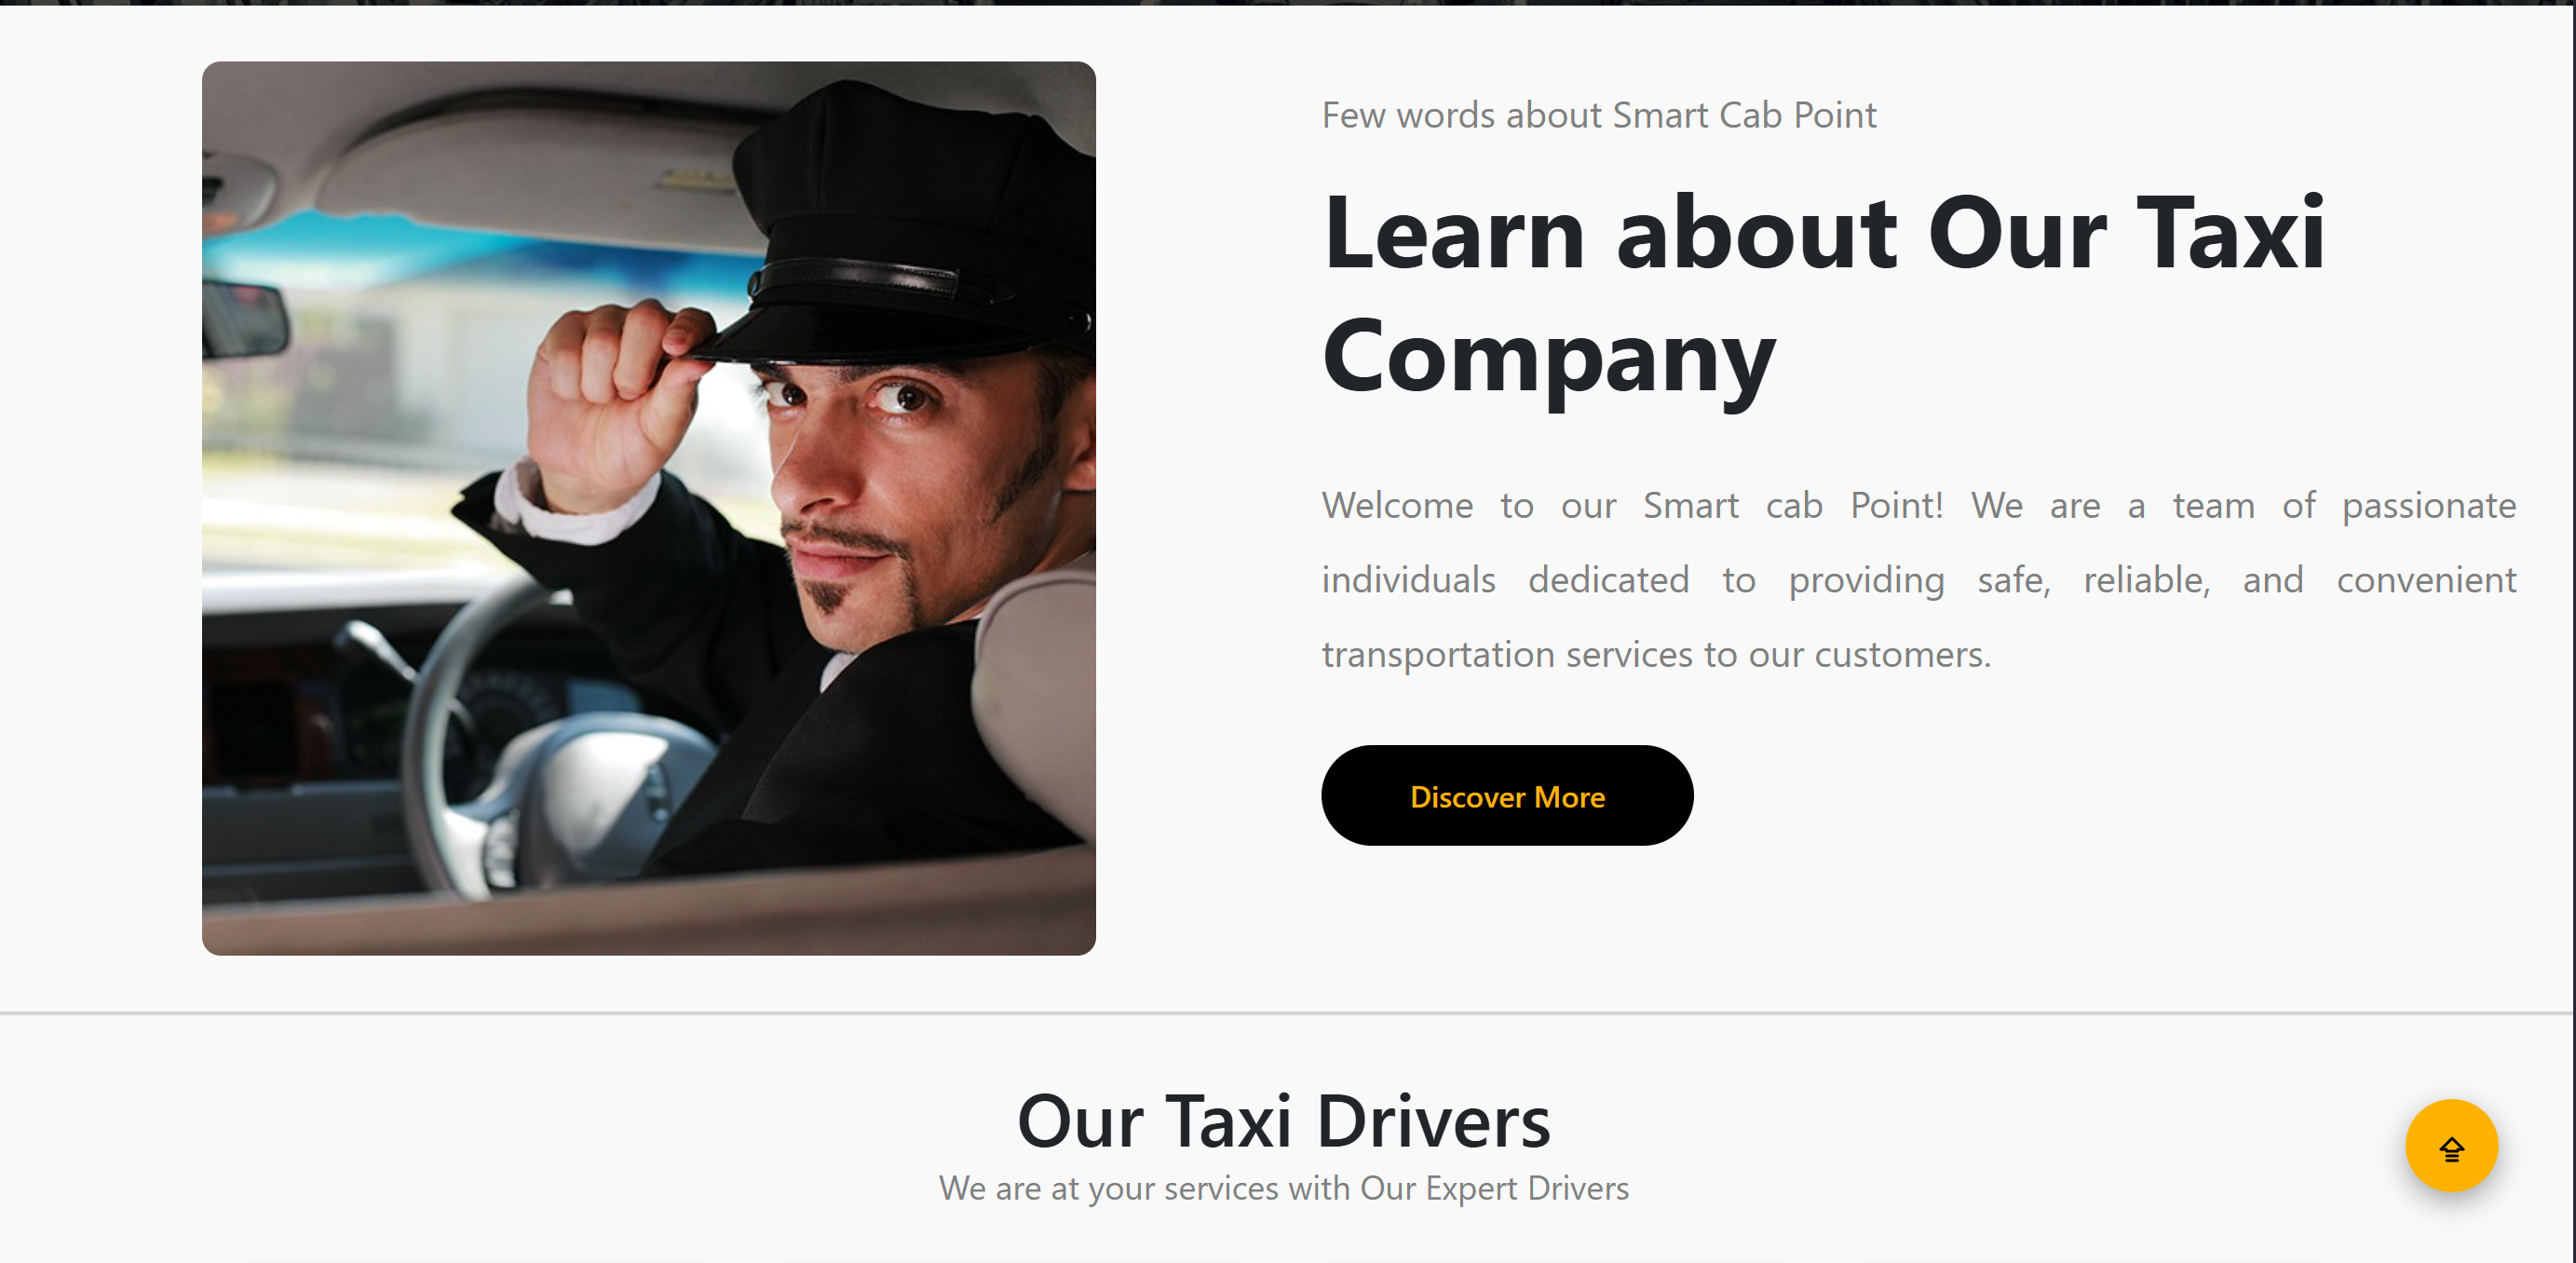 Few words about Smart Cab Point
Learn about Our Taxi
Company
Welcome to our Smart cab Point! We are a team of passionate
individuals dedicated to providing safe, reliable, and convenient
transportation services to our customers.
Discover More
Our Taxi Drivers
We are at your services with Our Expert Drivers